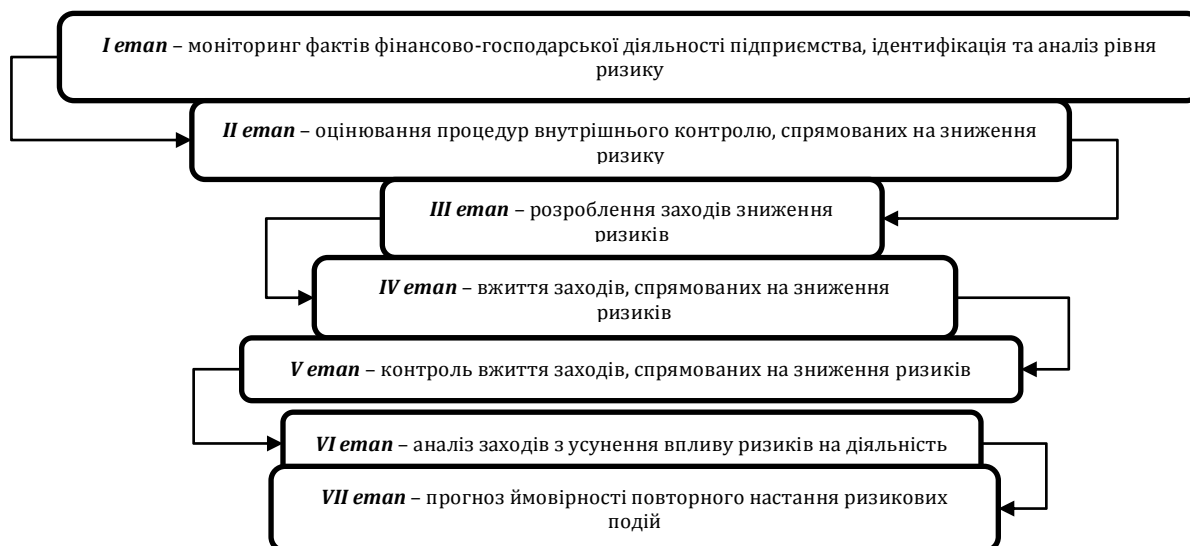 I етап – моніторинг фактів фінансово-господарської діяльності підприємства, ідентифікація та аналіз рівня
ризику
II етап – оцінювання процедур внутрішнього контролю, спрямованих на зниження
ризику
III етап – розроблення заходів зниження
ризиків
IV етап – вжиття заходів, спрямованих на зниження
ризиків
V етап – контроль вжиття заходів, спрямованих на зниження ризиків
VI етап – аналіз заходів з усунення впливу ризиків на діяльність
VII етап – прогноз ймовірності повторного настання ризикових
подій